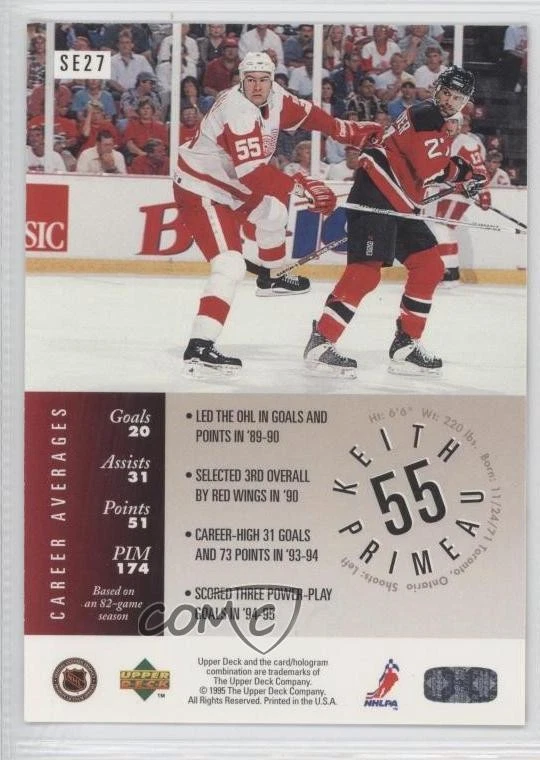 SE27
55
SIC
B
CAREER AVERAGES
Goals
20
Assists
31
Points
51
PIM
174
Based on
an 82-game
season
• LED THE OHL IN GOALS AND
POINTS IN '89-90
• SELECTED 3RD OVERALL
BY RED WINGS IN '90
• CAREER-HIGH 31 GOALS
AND 73 POINTS IN '93-94
• SCORED THREE POWER-PLAY
GOALS IN '94-95
Ht: 6'6" Wt: 220 lbs. Born: 11/24/71 Toronto, Ontario Shoots: Left
KEITH
55
PRIMEAU
COMC
UPPER
DECK
TM
Upper Deck and the card/hologram
combination are trademarks of
The Upper Deck Company.
© 1995 The Upper Deck Company.
All Rights Reserved. Printed in the U.S.A.
NHL
NHLPA